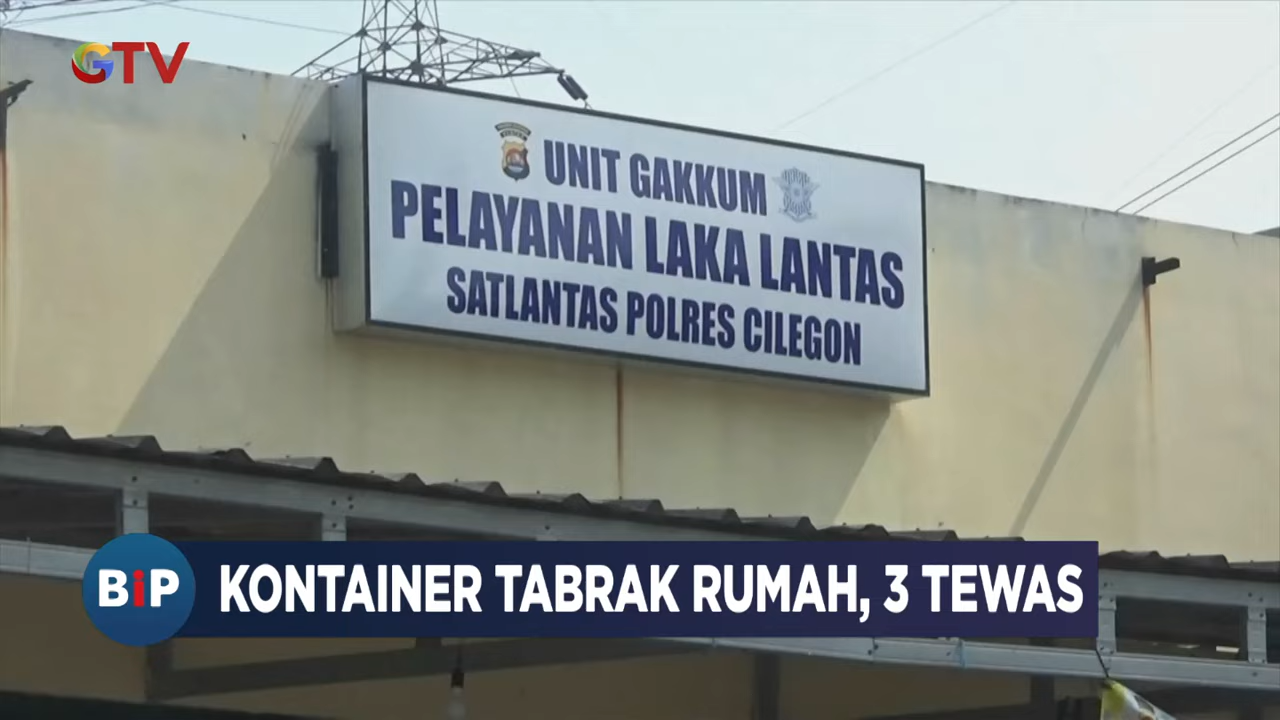 GTV
UNIT GAKKUM
PELAYANAN LAKA LANTAS
SATLANTAS POLRES CILEGON
BiP
KONTAINER TABRAK RUMAH, 3 TEWAS